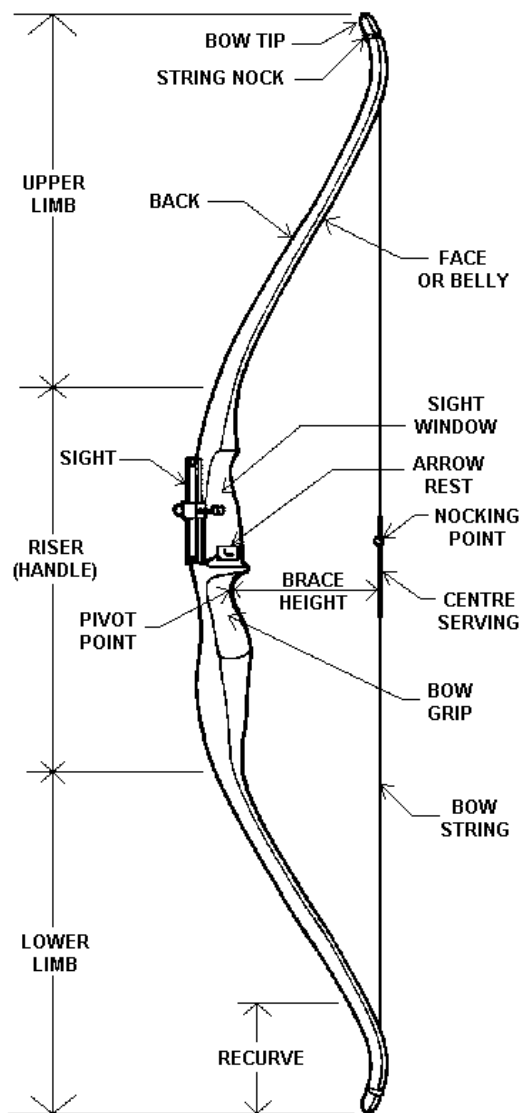 BOW TIP
STRING NOCK
UPPER
LIMB
BACK
FACE
OR BELLY
SIGHT
WINDOW
SIGHT
ARROW
REST
NOCKING
POINT
RISER
(HANDLE)
BRACE
HEIGHT
PIVOT
POINT
CENTRE
SERVING
BOW
GRIP
BOW
STRING
LOWER
LIMB
RECURVE